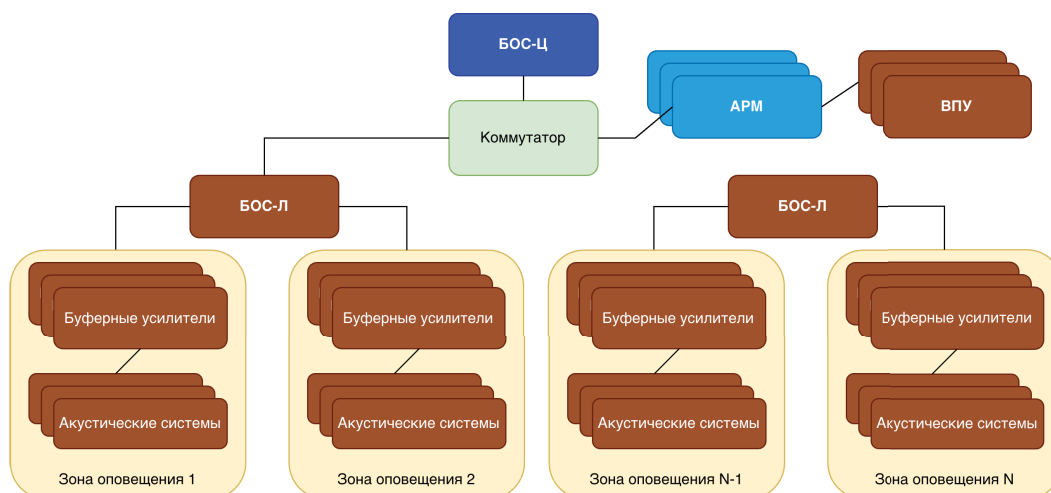 БОС-Ц
АРМ
ВПУ
Коммутатор
БОС-Л
БОС-Л
Буферные усилители
Буферные усилители
Буферные усилители
Буферные усилители
Акустические системы
Акустические системы
Акустические системы
Акустические системы
Зона оповещения 1
Зона оповещения 2
Зона оповещения N-1
Зона оповещения N